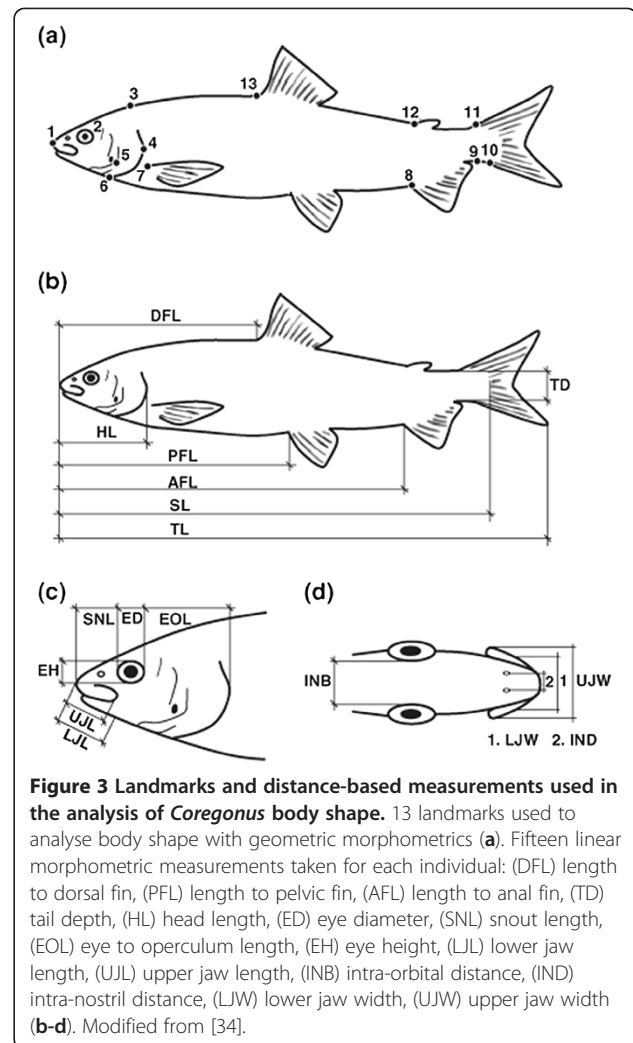 (a)
13
3
12
11
1
2
4
5
9
10
7
6
8
(b)
DFL
TD
HL
PFL
AFL
SL
TL
(c)
(d)
SNL
ED
EOL
EH
INB
2
1
UJW
UJL
LJL
1. LJW 2. IND
Figure 3 Landmarks and distance-based measurements used in
the analysis of Coregonus body shape. 13 landmarks used to
analyse body shape with geometric morphometrics (a). Fifteen linear
morphometric measurements taken for each individual: (DFL) length
to dorsal fin, (PFL) length to pelvic fin, (AFL) length to anal fin, (TD)
tail depth, (HL) head length, (ED) eye diameter, (SNL) snout length,
(EOL) eye to operculum length, (EH) eye height, (LJL) lower jaw
length, (UJL) upper jaw length, (INB) intra-orbital distance, (IND)
intra-nostril distance, (LJW) lower jaw width, (UJW) upper jaw width
(b-d). Modified from [34].